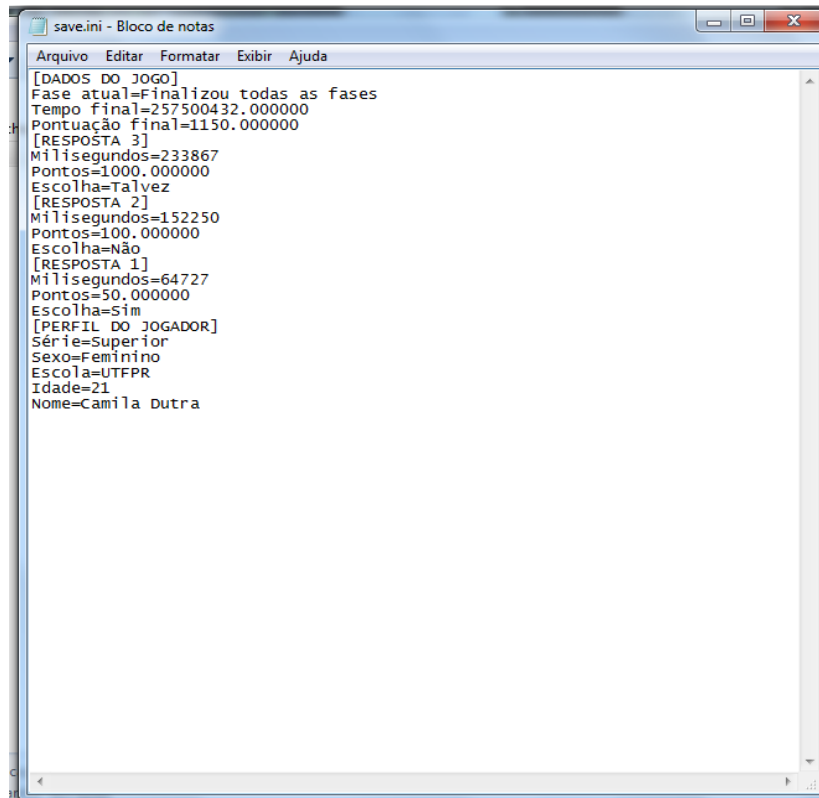 save.ini - Bloco de notas
Arquivo Editar Formatar Exibir Ajuda
[DADOS DO JOGO]
Fase atual=Finalizou todas as fases
Tempo final=257500432.000000
Pontuação final=1150.000000
[RESPOSTA 3]
Milisegundos=233867
Pontos=1000.000000
Escolha=Talvez
[RESPOSTA 2]
Milisegundos=152250
Pontos=100.000000
Escolha=Não
[RESPOSTA 1]
Milisegundos=64727
Pontos=50.000000
Escolha=Sim
[PERFIL DO JOGADOR]
Série=Superior
Sexo=Feminino
Escola=UTFPR
Idade=21
Nome=Camila Dutra